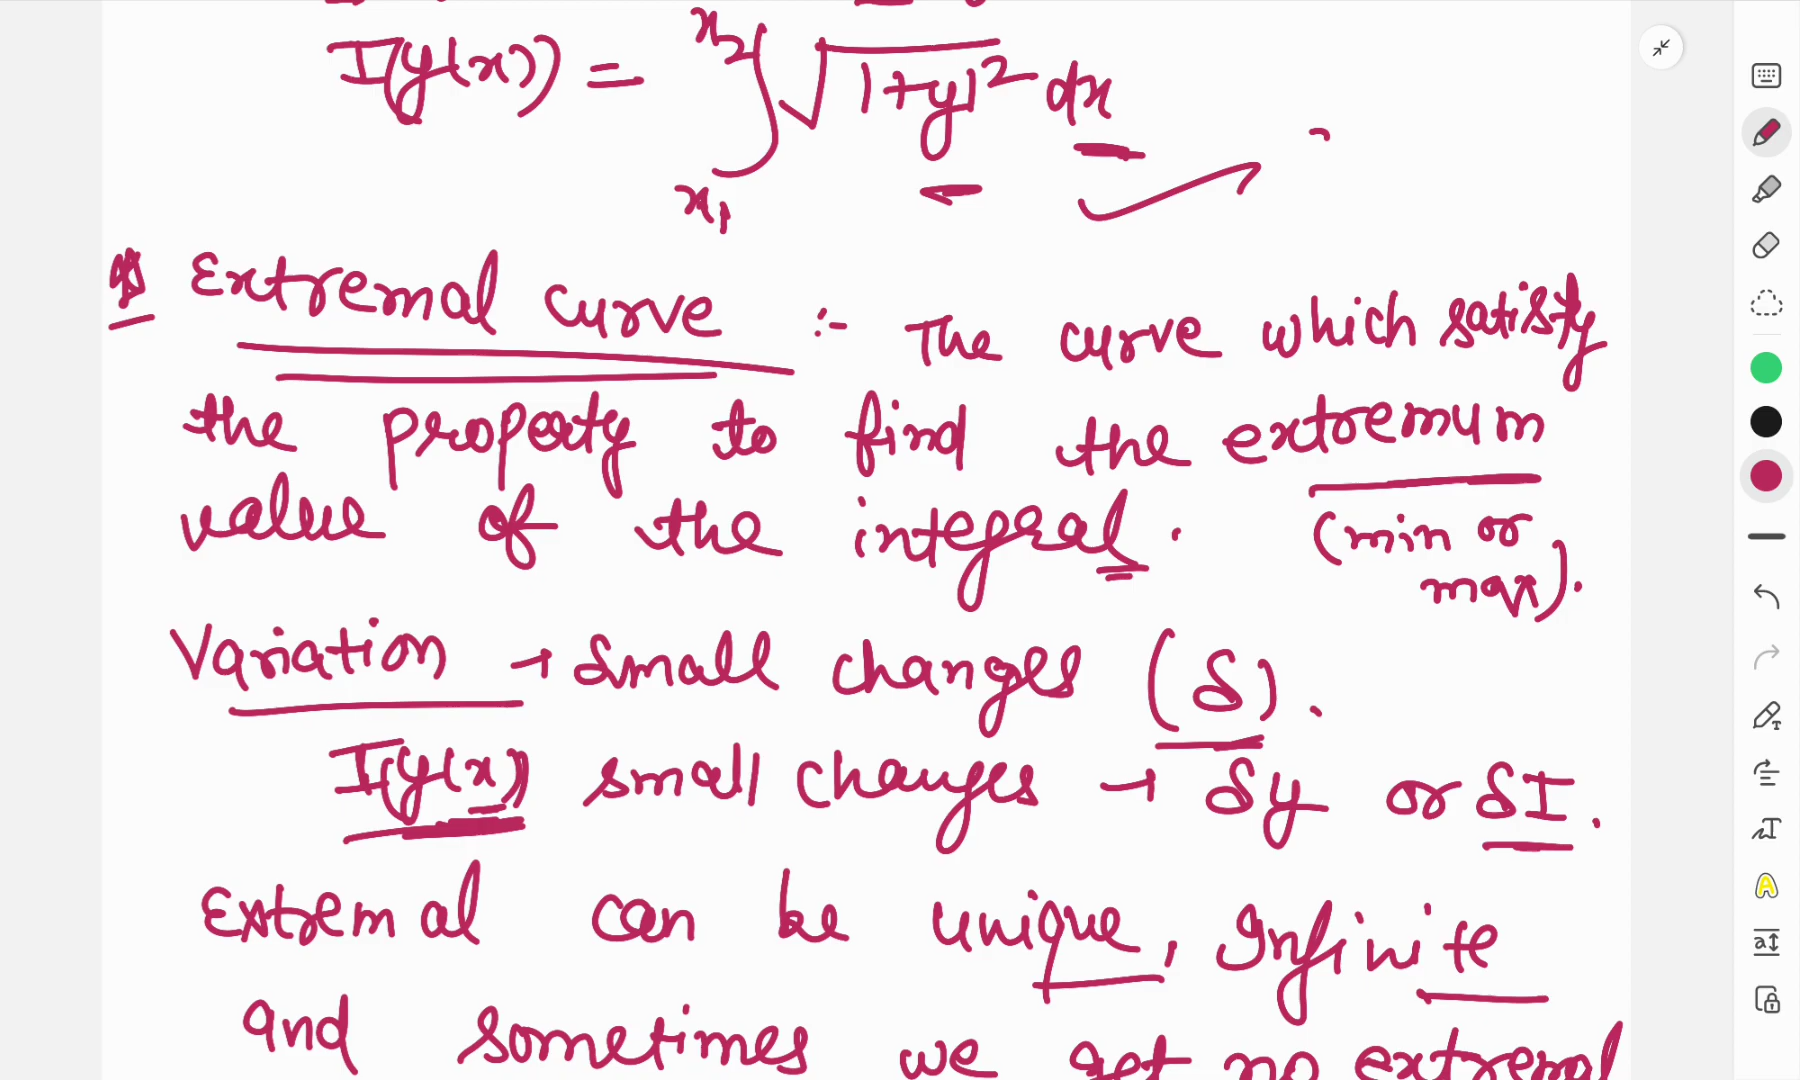 I(y(x)) = ∫ₓ₁ˣ² √1+y'² dx
Extremal curve :- The curve which satisfy
the property to find the extremum
value of the integral. (min or
max).
Variation → small changes (δ).
I(y(x)) small changes → δy or δI.
Extremal can be unique, Infinite
and sometimes we get no extremal